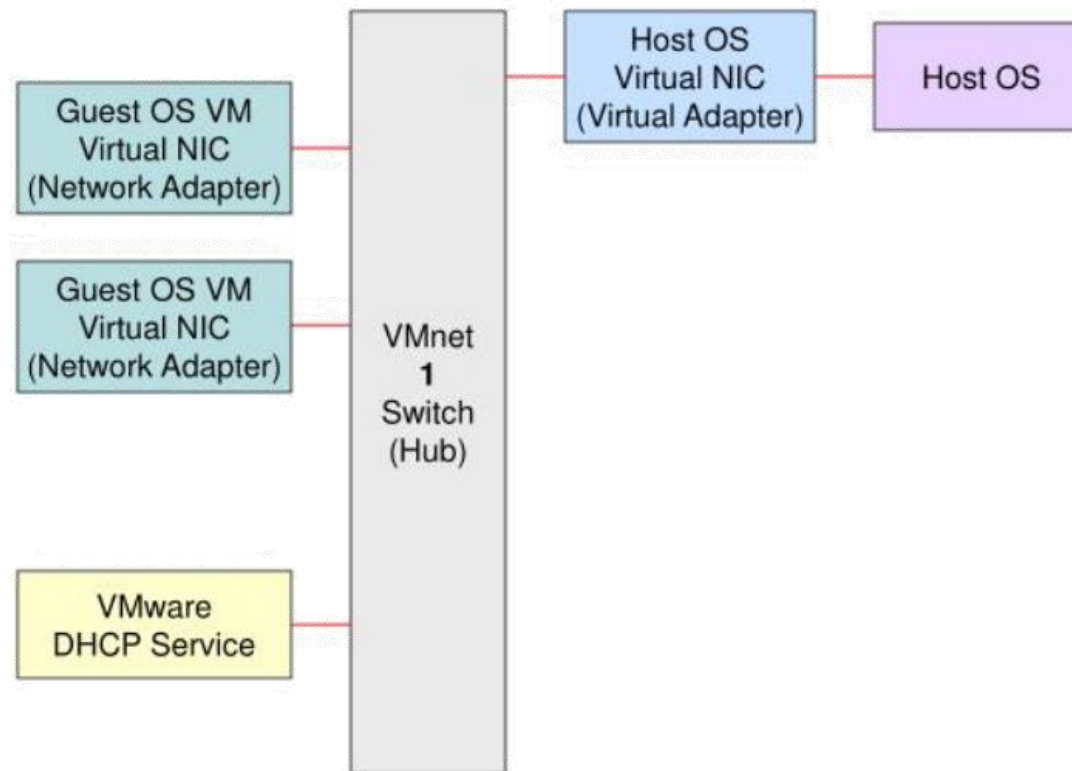 Guest OS VM
Virtual NIC
(Network Adapter)
Guest OS VM
Virtual NIC
(Network Adapter)
VMware
DHCP Service
VMnet
1
Switch
(Hub)
Host OS
Virtual NIC
(Virtual Adapter)
Host OS